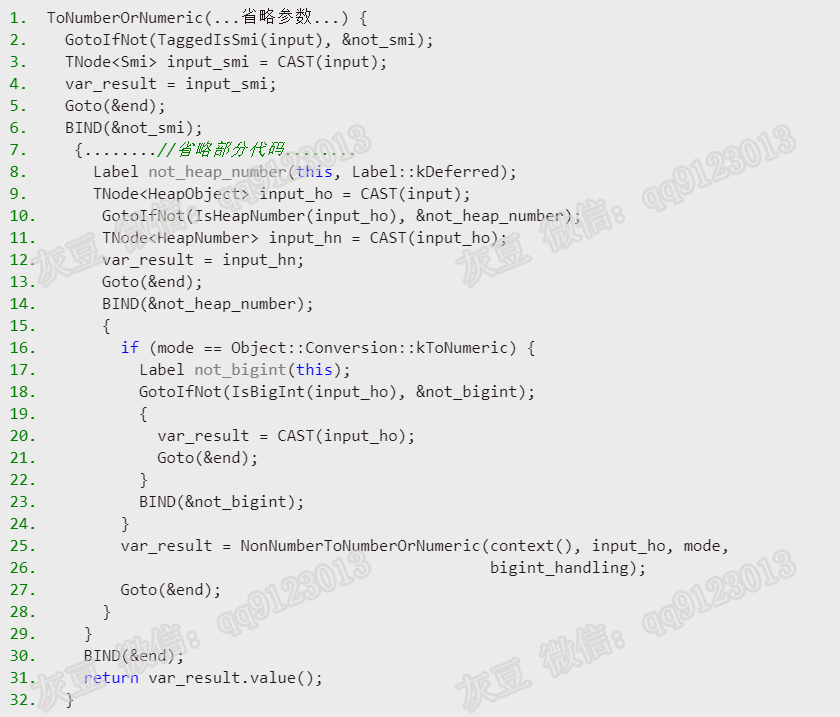 1. ToNumberOrNumeric(...省略参数...) {
2. GotoIfNot(TaggedIsSmi(input), &not_smi);
3. TNode<Smi> input_smi = CAST(input);
4. var_result = input_smi;
5. Goto(&end);
6. BIND(&not_smi);
7. {........//省略部分代码........
8. Label not_heap_number(this, Label::kDeferred);
9. TNode<HeapObject> input_ho = CAST(input);
10. GotoIfNot(IsHeapNumber(input_ho), &not_heap_number);
11. TNode<HeapNumber> input_hn = CAST(input_ho);
12. var_result = input_hn;
13. Goto(&end);
14. BIND(&not_heap_number);
15. {
16. if (mode == Object::Conversion::kToNumeric) {
17. Label not_bigint(this);
18. GotoIfNot(IsBigInt(input_ho), &not_bigint);
19. {
20. var_result = CAST(input_ho);
21. Goto(&end);
22. }
23. BIND(&not_bigint);
24. }
25. var_result = NonNumberToNumberOrNumeric(context(), input_ho, mode,
26. bigint_handling);
27. Goto(&end);
28. }
29. }
30. BIND(&end);
31. return var_result.value();
32. }
灰豆 微信: qq9123013
灰豆 微信: qq9123013
灰豆 微信: qq9123013
灰豆 微信: qq9123013